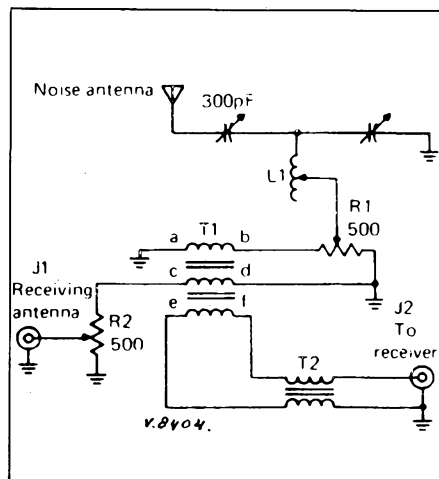 Noise antenna
300pF
L1
R1
500
T1
a
b
c
d
e
f
J1
Receiving
antenna
R2
500
J2
To
receiver
T2
v.8404.